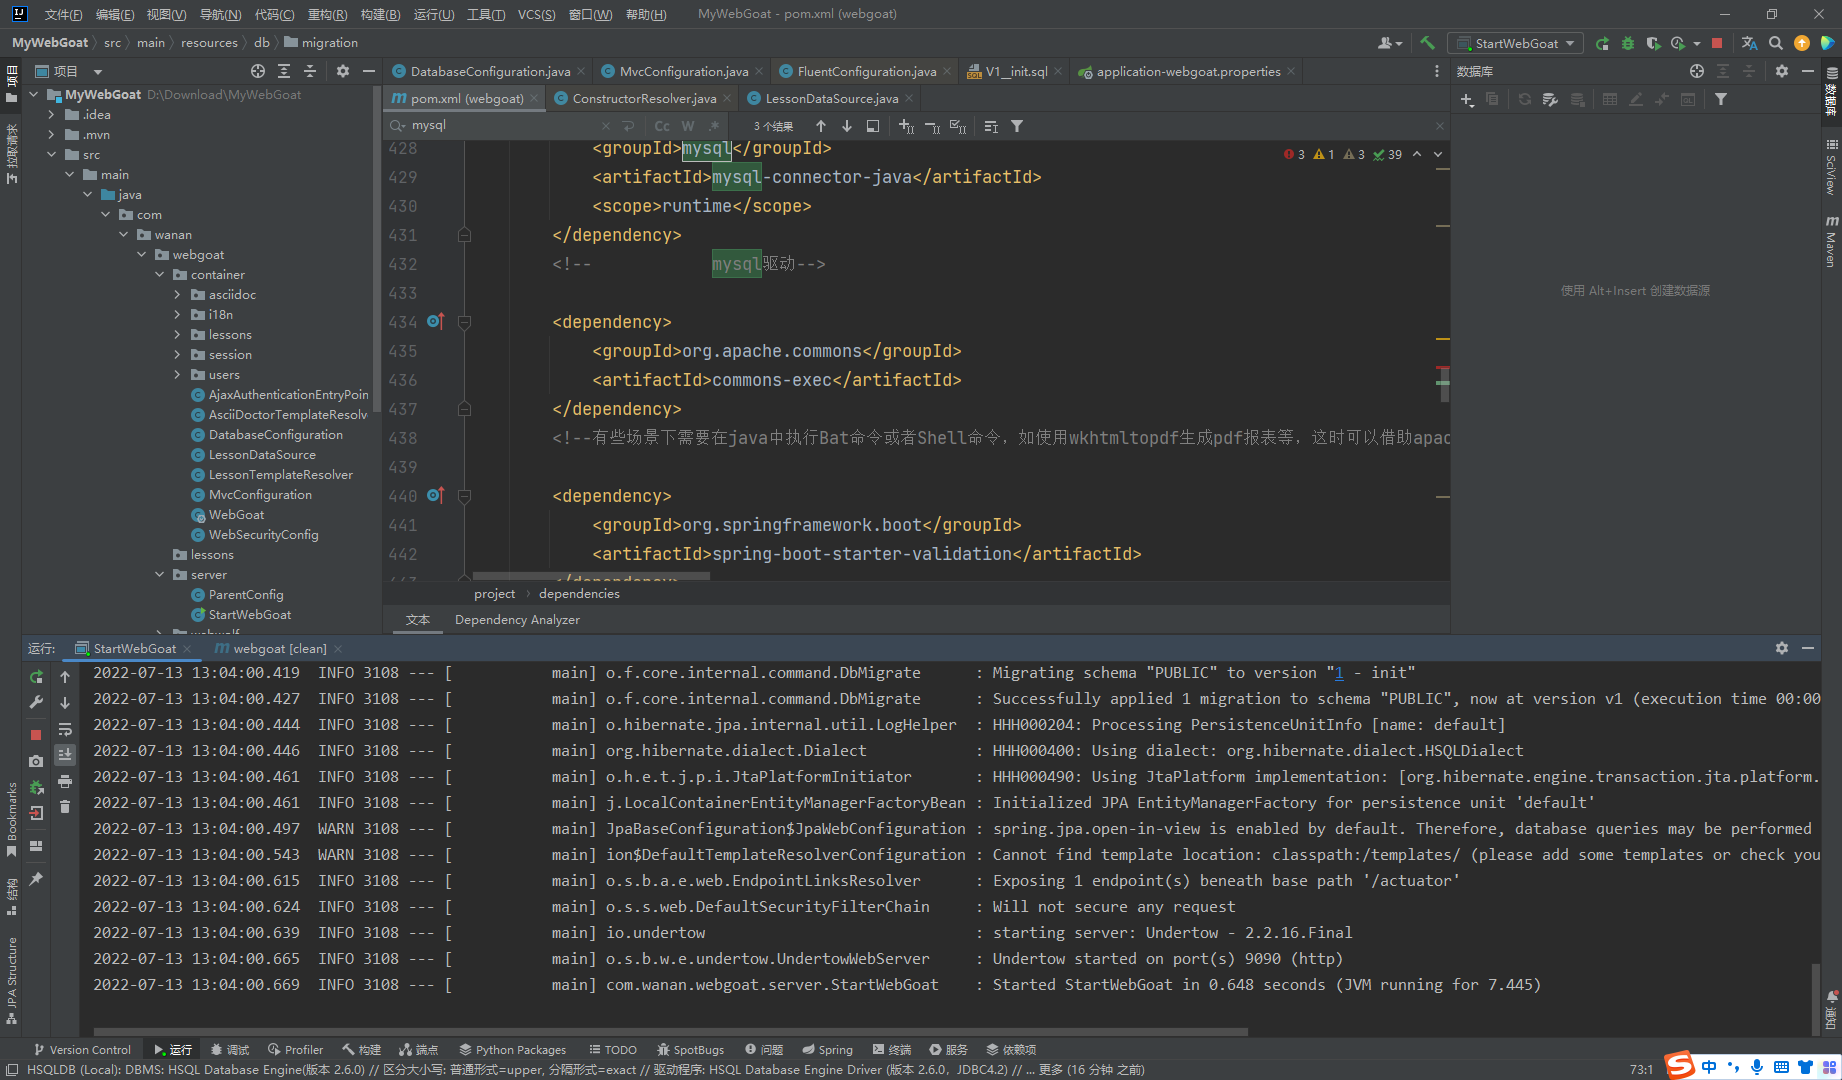 文件(F) 编辑(E) 视图(V) 导航(N) 代码(C) 重构(R) 构建(B) 运行(U) 工具(T) VCS(S) 窗口(W) 帮助(H) MyWebGoat - pom.xml (webgoat)
MyWebGoat src main resources db migration StartWebGoat
项目
DatabaseConfiguration.java MvcConfiguration.java FluentConfiguration.java V1__init.sql application-webgoat.properties
数据库
pom.xml (webgoat) ConstructorResolver.java LessonDataSource.java
mysql Cc W .* 3 个结果
MyWebGoat D:\Download\MyWebGoat
.idea
.mvn
src
main
java
com
wanan
webgoat
container
asciidoc
i18n
lessons
session
users
AjaxAuthenticationEntryPoin
AsciiDoctorTemplateResolv
DatabaseConfiguration
LessonDataSource
LessonTemplateResolver
MvcConfiguration
WebGoat
WebSecurityConfig
lessons
server
ParentConfig
StartWebGoat
webwolf
428 <groupId>mysql</groupId>
3 1 3 39
429 <artifactId>mysql-connector-java</artifactId>
430 <scope>runtime</scope>
431 </dependency>
432 <!-- mysql驱动-->
433
434 <dependency>
435 <groupId>org.apache.commons</groupId>
436 <artifactId>commons-exec</artifactId>
437 </dependency>
438 <!--有些场景下需要在java中执行Bat命令或者Shell命令，如使用wkhtmltopdf生成pdf报表等，这时可以借助apac
439
440 <dependency>
441 <groupId>org.springframework.boot</groupId>
442 <artifactId>spring-boot-starter-validation</artifactId>
443 </dependency>
project dependencies
文本 Dependency Analyzer
使用 Alt+Insert 创建数据源
项目
拉取请求
Bookmarks
结构
JPA Structure
数据库
SciView
Maven
通知
运行: StartWebGoat webgoat [clean]
2022-07-13 13:04:00.419 INFO 3108 --- [ main] o.f.core.internal.command.DbMigrate : Migrating schema "PUBLIC" to version "1 - init"
2022-07-13 13:04:00.427 INFO 3108 --- [ main] o.f.core.internal.command.DbMigrate : Successfully applied 1 migration to schema "PUBLIC", now at version v1 (execution time 00:00
2022-07-13 13:04:00.444 INFO 3108 --- [ main] o.hibernate.jpa.internal.util.LogHelper : HHH000204: Processing PersistenceUnitInfo [name: default]
2022-07-13 13:04:00.446 INFO 3108 --- [ main] org.hibernate.dialect.Dialect : HHH000400: Using dialect: org.hibernate.dialect.HSQLDialect
2022-07-13 13:04:00.461 INFO 3108 --- [ main] o.h.e.t.j.p.i.JtaPlatformInitiator : HHH000490: Using JtaPlatform implementation: [org.hibernate.engine.transaction.jta.platform.
2022-07-13 13:04:00.461 INFO 3108 --- [ main] j.LocalContainerEntityManagerFactoryBean : Initialized JPA EntityManagerFactory for persistence unit 'default'
2022-07-13 13:04:00.497 WARN 3108 --- [ main] JpaBaseConfiguration$JpaWebConfiguration : spring.jpa.open-in-view is enabled by default. Therefore, database queries may be performed
2022-07-13 13:04:00.543 WARN 3108 --- [ main] ion$DefaultTemplateResolverConfiguration : Cannot find template location: classpath:/templates/ (please add some templates or check you
2022-07-13 13:04:00.615 INFO 3108 --- [ main] o.s.b.a.e.web.EndpointLinksResolver : Exposing 1 endpoint(s) beneath base path '/actuator'
2022-07-13 13:04:00.624 INFO 3108 --- [ main] o.s.s.web.DefaultSecurityFilterChain : Will not secure any request
2022-07-13 13:04:00.639 INFO 3108 --- [ main] io.undertow : starting server: Undertow - 2.2.16.Final
2022-07-13 13:04:00.665 INFO 3108 --- [ main] o.s.b.w.e.undertow.UndertowWebServer : Undertow started on port(s) 9090 (http)
2022-07-13 13:04:00.669 INFO 3108 --- [ main] com.wanan.webgoat.server.StartWebGoat : Started StartWebGoat in 0.648 seconds (JVM running for 7.445)
Version Control 运行 调试 Profiler 构建 端点 Python Packages TODO SpotBugs 问题 Spring 终端 服务 依赖项
HSQLDB (Local): DBMS: HSQL Database Engine(版本 2.6.0) // 区分大小写: 普通形式=upper, 分隔形式=exact // 驱动程序: HSQL Database Engine Driver (版本 2.6.0，JDBC4.2) // ... 更多 (16 分钟 之前) 73:1 中